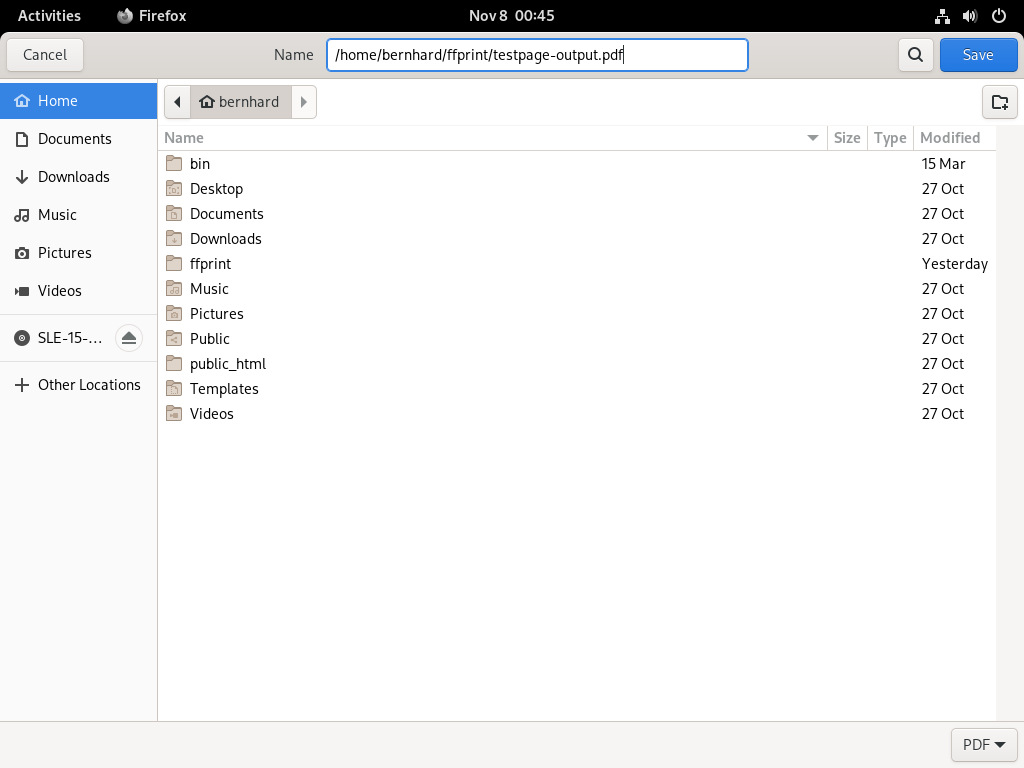 Activities Firefox Nov 8 00:45
Cancel Name /home/bernhard/ffprint/testpage-output.pdf Save
Home
Documents
Downloads
Music
Pictures
Videos
SLE-15-...
Other Locations
bernhard
Name Size Type Modified
bin 15 Mar
Desktop 27 Oct
Documents 27 Oct
Downloads 27 Oct
ffprint Yesterday
Music 27 Oct
Pictures 27 Oct
Public 27 Oct
public_html 27 Oct
Templates 27 Oct
Videos 27 Oct
PDF